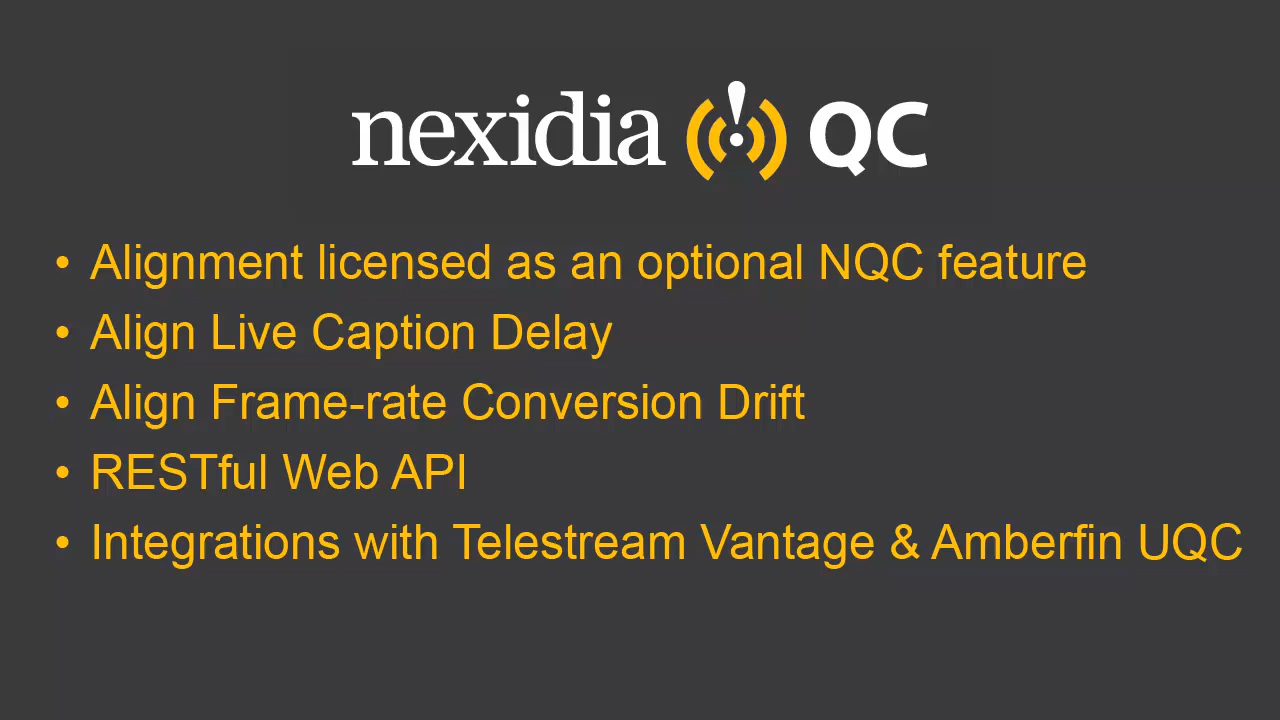 nexidia QC
• Alignment licensed as an optional NQC feature
• Align Live Caption Delay
• Align Frame-rate Conversion Drift
• RESTful Web API
• Integrations with Telestream Vantage & Amberfin UQC